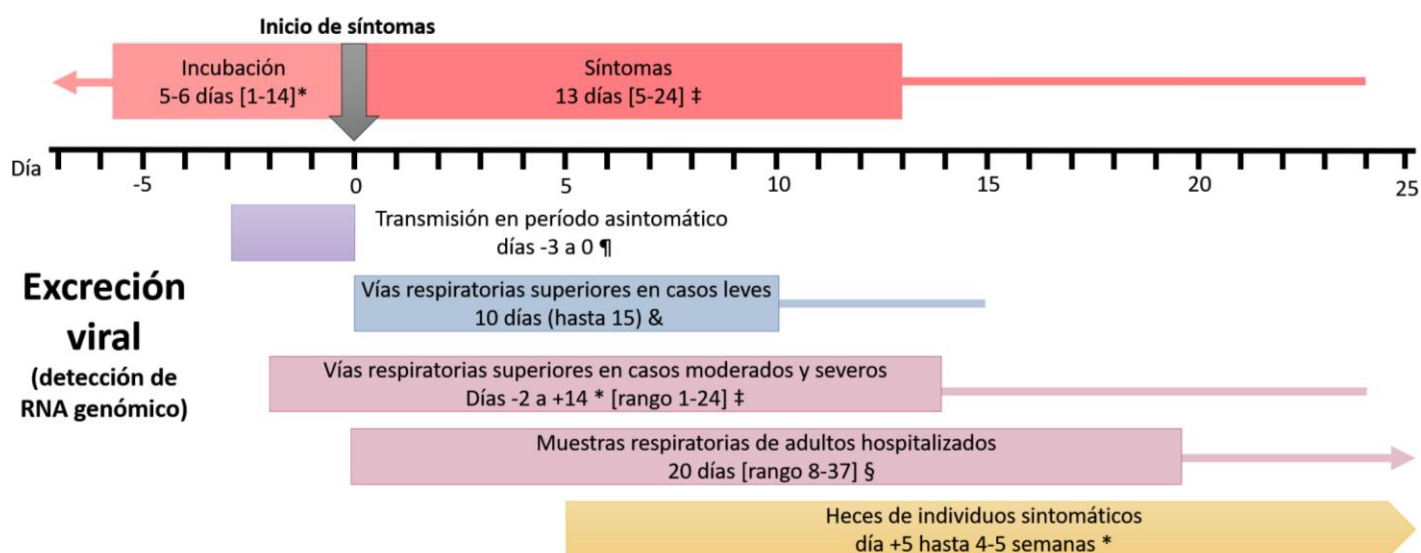 Inicio de síntomas
Incubación
5-6 días [1-14]*
Síntomas
13 días [5-24] ‡
Día
-5
0
5
10
15
20
25
Transmisión en período asintomático
días -3 a 0 ¶
Excreción
viral
(detección de
RNA genómico)
Vías respiratorias superiores en casos leves
10 días (hasta 15) &
Vías respiratorias superiores en casos moderados y severos
Días -2 a +14 * [rango 1-24] ‡
Muestras respiratorias de adultos hospitalizados
20 días [rango 8-37] §
Heces de individuos sintomáticos
día +5 hasta 4-5 semanas *